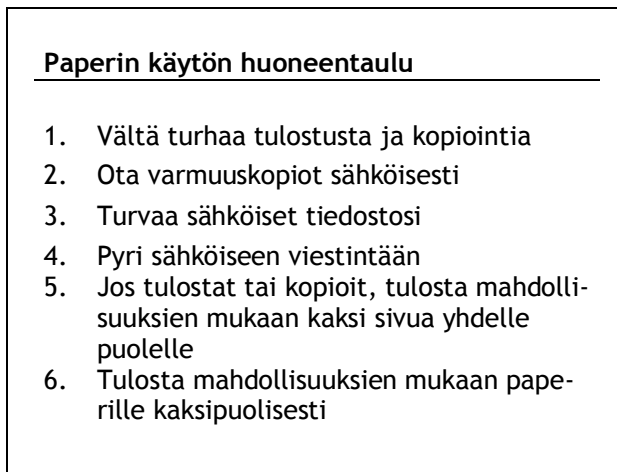 Paperin käytön huoneentaulu
1. Vältä turhaa tulostusta ja kopiointia
2. Ota varmuuskopiot sähköisesti
3. Turvaa sähköiset tiedostosi
4. Pyri sähköiseen viestintään
5. Jos tulostat tai kopioit, tulosta mahdolli-
suuksien mukaan kaksi sivua yhdelle
puolelle
6. Tulosta mahdollisuuksien mukaan pape-
rille kaksipuolisesti